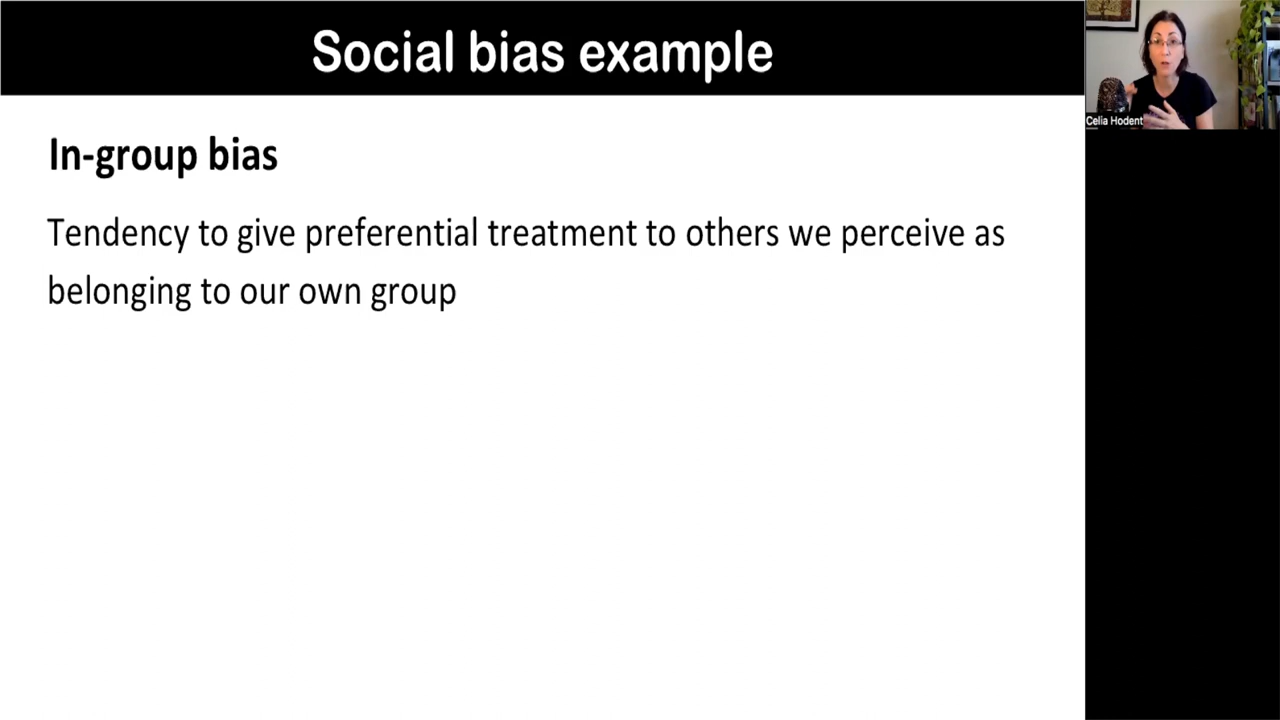 Social bias example
In-group bias
Tendency to give preferential treatment to others we perceive as
belonging to our own group
Celia Hodent